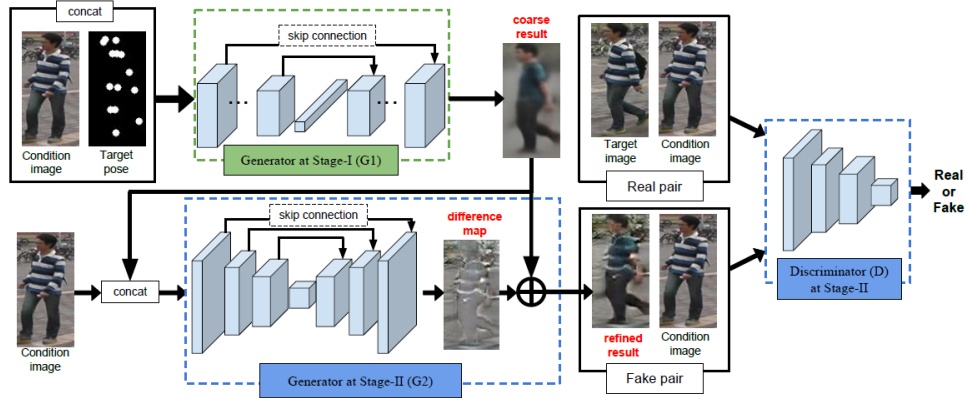 concat
Condition
image
Target
pose
skip connection
...
...
Generator at Stage-I (G1)
coarse
result
Target
image
Condition
image
Real pair
Condition
image
concat
skip connection
Generator at Stage-II (G2)
difference
map
refined
result
Condition
image
Fake pair
Discriminator (D)
at Stage-II
Real
or
Fake